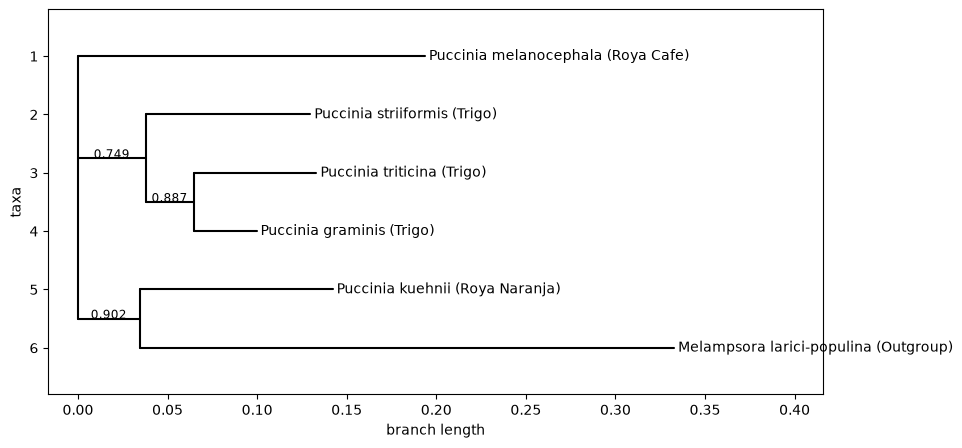 1 Puccinia melanocephala (Roya Cafe)
2 Puccinia striiformis (Trigo)
0.749
3 Puccinia triticina (Trigo)
0.887
taxa
4 Puccinia graminis (Trigo)
5 Puccinia kuehnii (Roya Naranja)
0.902
6 Melampsora larici-populina (Outgroup)
0.00 0.05 0.10 0.15 0.20 0.25 0.30 0.35 0.40
branch length